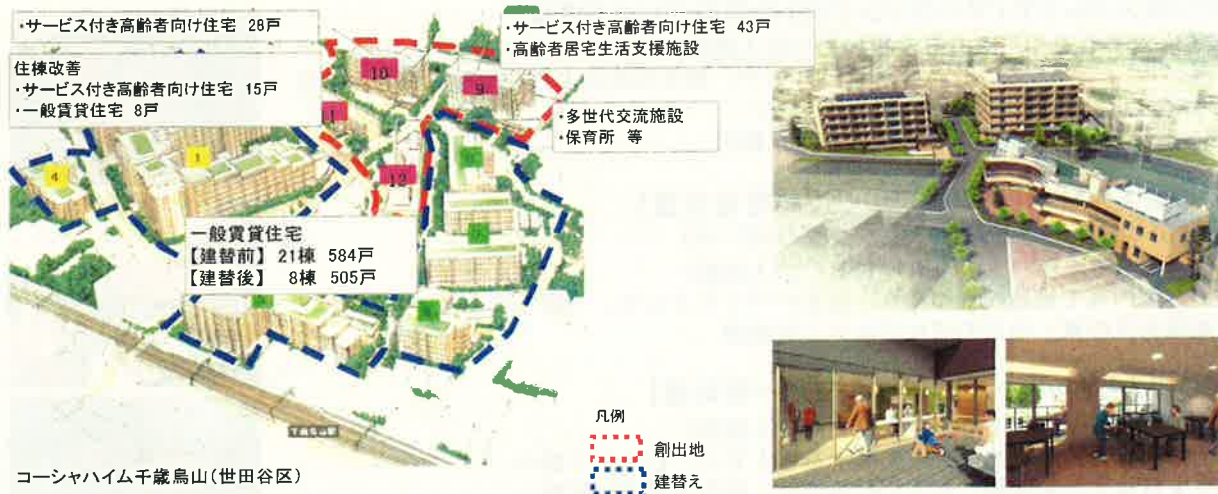 ・サービス付き高齢者向け住宅 28戸
住棟改善
・サービス付き高齢者向け住宅 15戸
・一般賃貸住宅 8戸
・サービス付き高齢者向け住宅 43戸
・高齢者居宅生活支援施設
・多世代交流施設
・保育所 等
10
9
1
4
12
一般賃貸住宅
【建替前】 21棟 584戸
【建替後】 8棟 505戸
凡例
創出地
建替え
コーシャハイム千歳烏山(世田谷区)